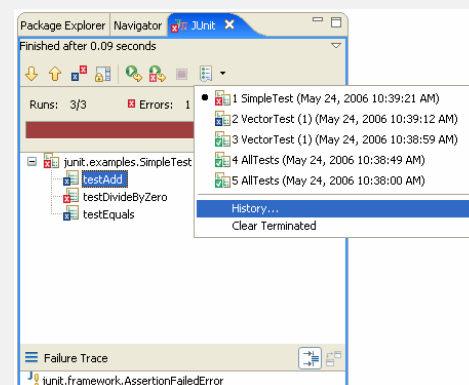 Package Explorer Navigator JUnit
Finished after 0.09 seconds
Runs: 3/3 Errors: 1
1 SimpleTest (May 24, 2006 10:39:21 AM)
2 VectorTest (1) (May 24, 2006 10:39:12 AM)
3 VectorTest (1) (May 24, 2006 10:38:59 AM)
4 AllTests (May 24, 2006 10:38:49 AM)
5 AllTests (May 24, 2006 10:38:00 AM)
History...
Clear Terminated
junit.examples.SimpleTest
testAdd
testDivideByZero
testEquals
Failure Trace
junit.framework.AssertionFailedError